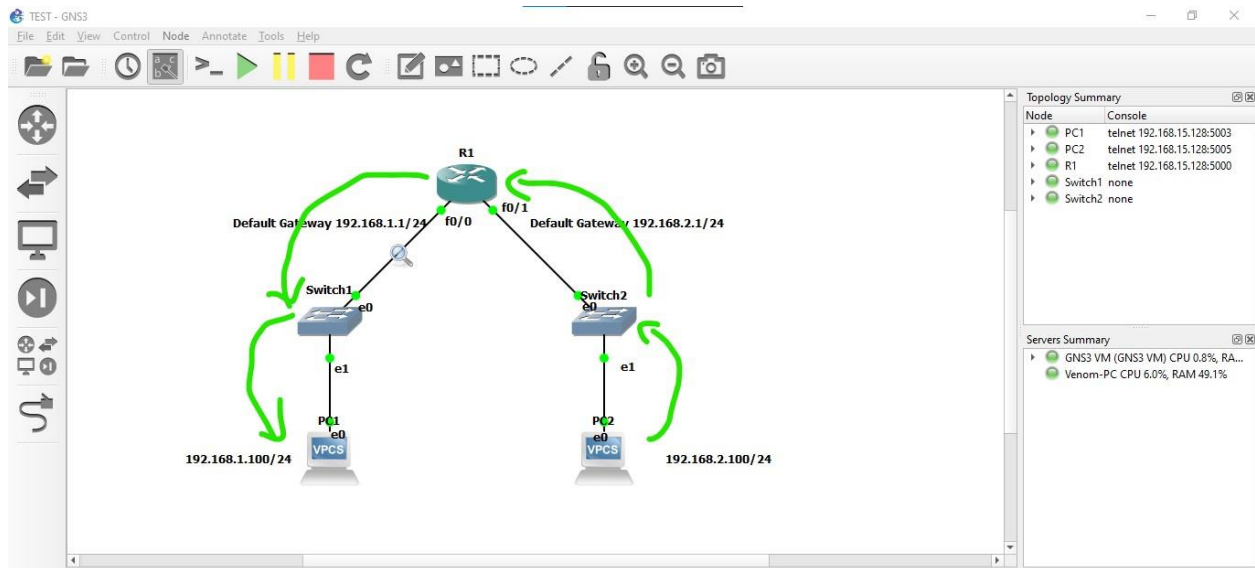 TEST - GNS3
File Edit View Control Node Annotate Tools Help
R1
f0/0
f0/1
Default Gateway 192.168.1.1/24
Default Gateway 192.168.2.1/24
Switch1
e0
Switch2
e0
e1
e1
PC1
e0
VPCS
192.168.1.100/24
PC2
e0
VPCS
192.168.2.100/24
Topology Summary
Node Console
PC1 telnet 192.168.15.128:5003
PC2 telnet 192.168.15.128:5005
R1 telnet 192.168.15.128:5000
Switch1 none
Switch2 none
Servers Summary
GNS3 VM (GNS3 VM) CPU 0.8%, RA...
Venom-PC CPU 6.0%, RAM 49.1%